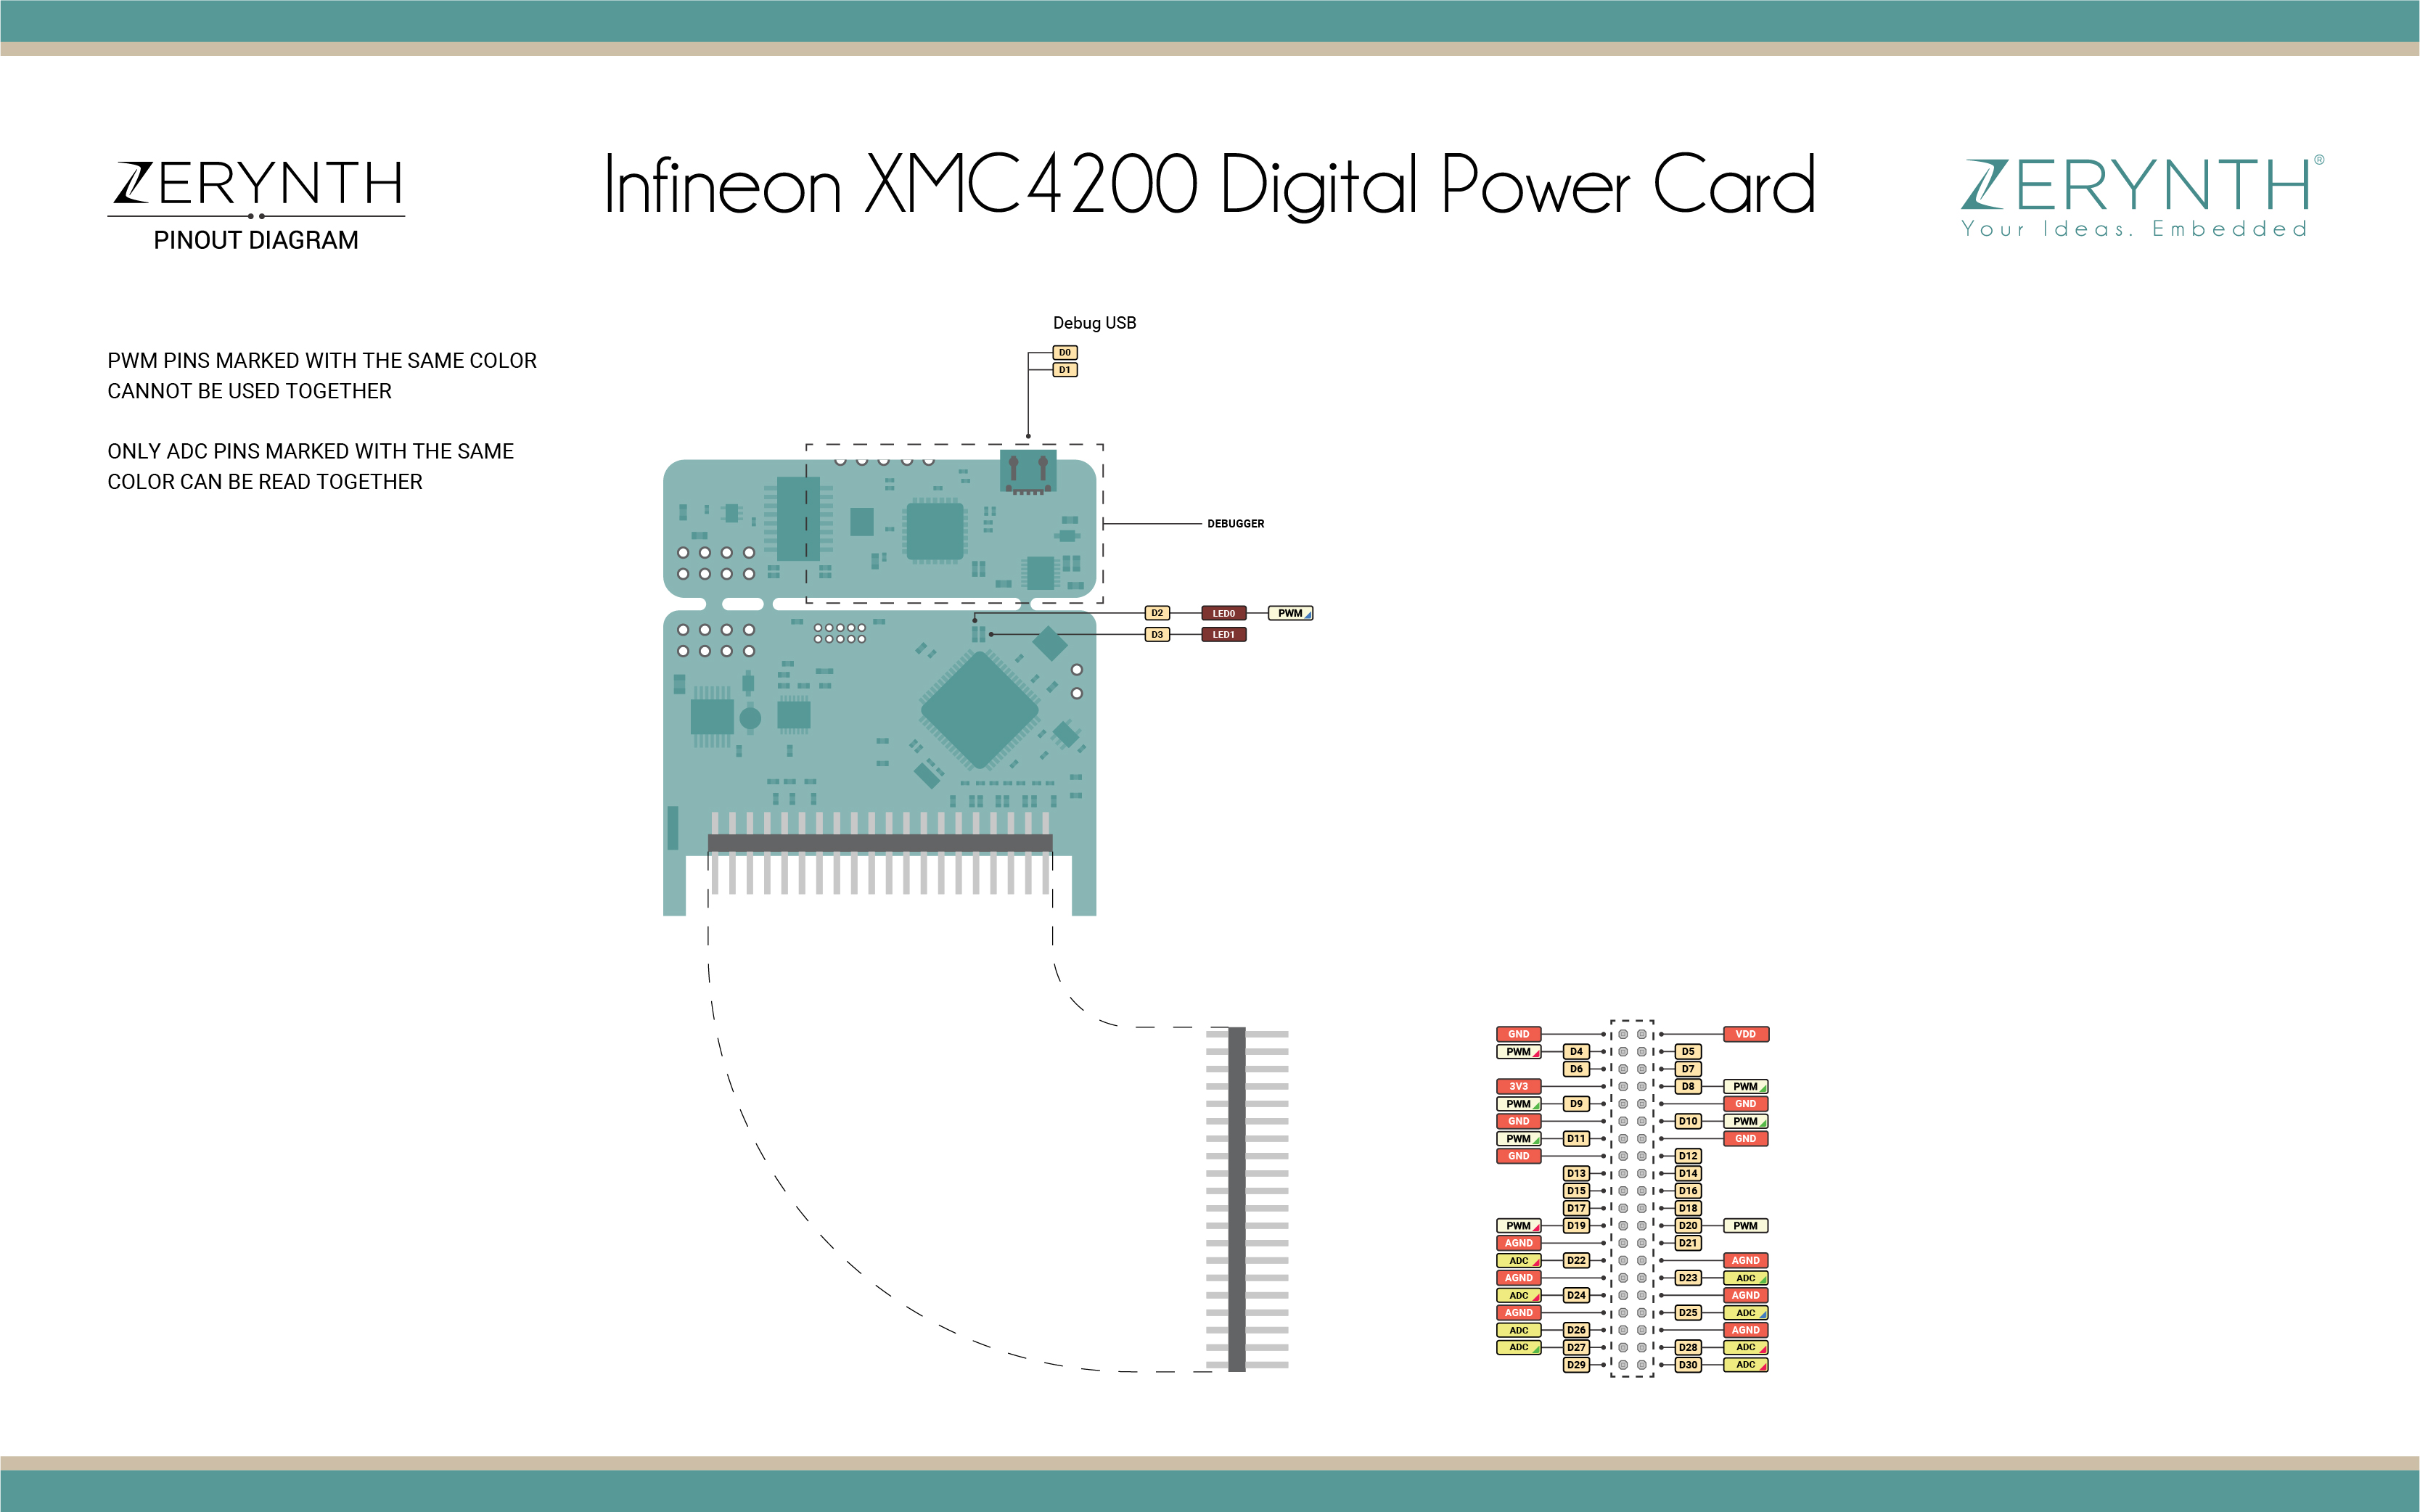 ZERYNTH
PINOUT DIAGRAM
Infineon XMC4200 Digital Power Card
ZERYNTH®
Your Ideas. Embedded
PWM PINS MARKED WITH THE SAME COLOR
CANNOT BE USED TOGETHER
ONLY ADC PINS MARKED WITH THE SAME
COLOR CAN BE READ TOGETHER
Debug USB
D0
D1
DEBUGGER
D2 LED0 PWM
D3 LED1
GND VDD
PWM D4 D5
D6 D7
3V3 D8 PWM
PWM D9 GND
GND D10 PWM
PWM D11 GND
GND D12
D13 D14
D15 D16
D17 D18
PWM D19 D20 PWM
AGND D21
ADC D22 AGND
AGND D23 ADC
ADC D24 AGND
AGND D25 ADC
ADC D26 AGND
ADC D27 D28 ADC
D29 D30 ADC